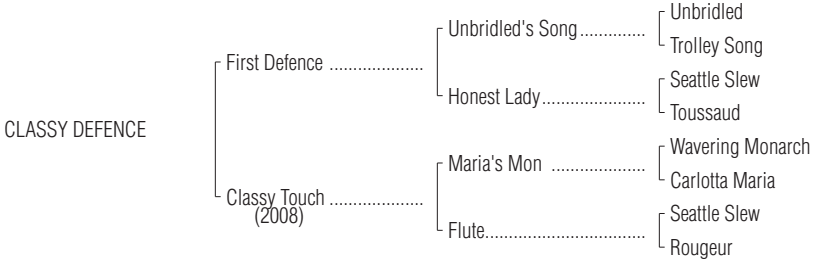 Unbridled
Unbridled's Song..............
Trolley Song
First Defence ....................
Seattle Slew
Honest Lady......................
Toussaud
CLASSY DEFENCE
Wavering Monarch
Maria's Mon ....................
Carlotta Maria
Classy Touch ....................
(2008)
Seattle Slew
Flute..................................
Rougeur